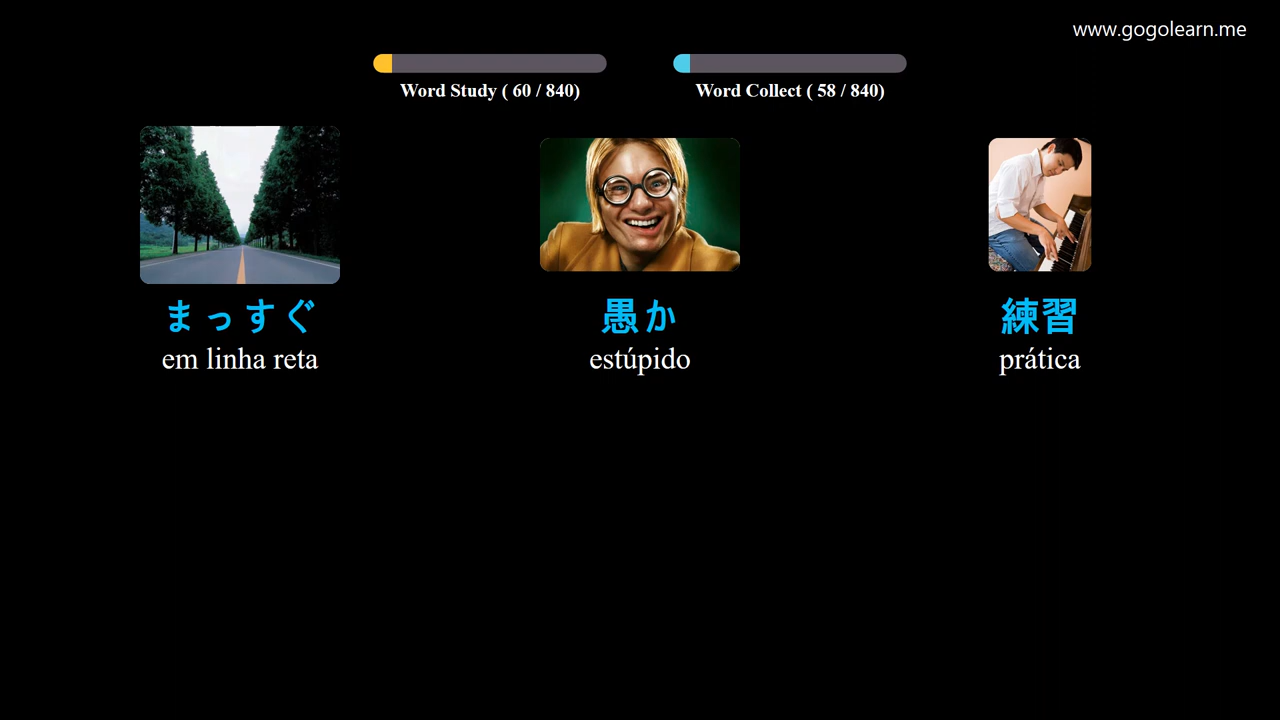 www.gogolearn.me
Word Study ( 60 / 840)
Word Collect ( 58 / 840)
まっすぐ
em linha reta
愚か
estúpido
練習
prática